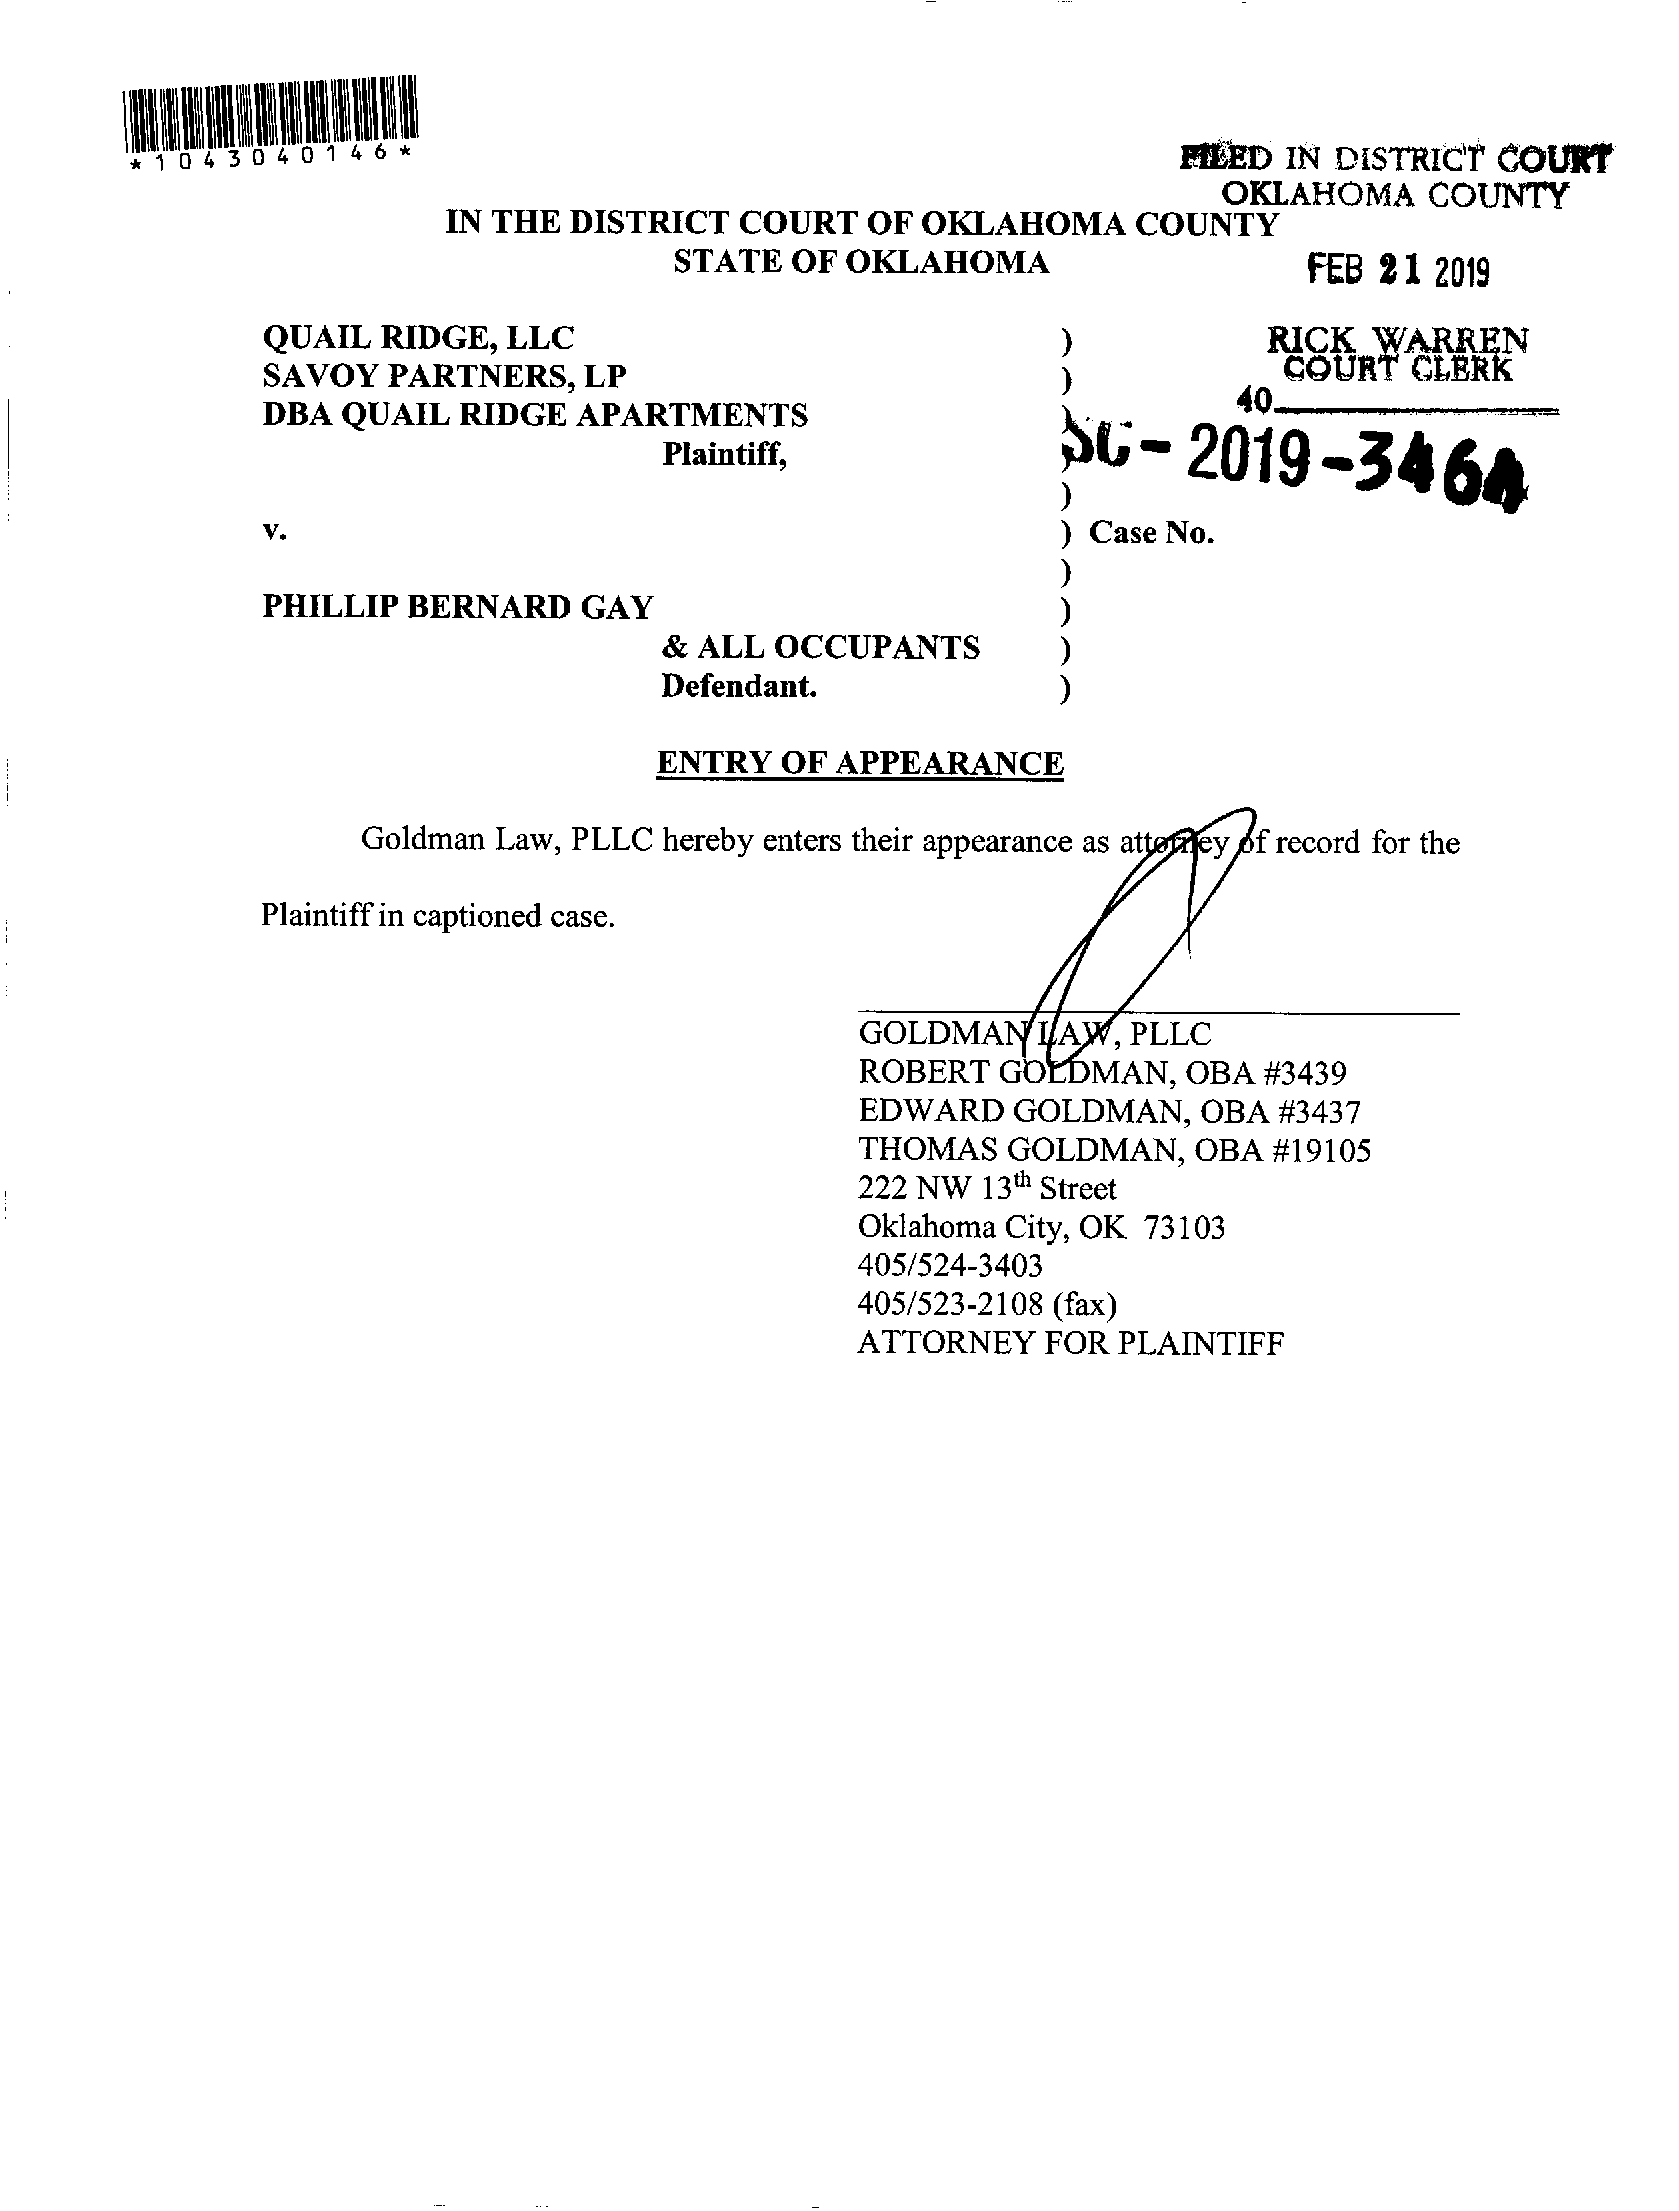 *1043040146*
FILED IN DISTRICT COURT
OKLAHOMA COUNTY
IN THE DISTRICT COURT OF OKLAHOMA COUNTY
STATE OF OKLAHOMA
FEB 21 2019
QUAIL RIDGE, LLC )
RICK WARREN
SAVOY PARTNERS, LP )
COURT CLERK
DBA QUAIL RIDGE APARTMENTS )
40
Plaintiff, )
SC-2019-3464
)
v. ) Case No.
)
PHILLIP BERNARD GAY )
& ALL OCCUPANTS )
Defendant. )
ENTRY OF APPEARANCE
Goldman Law, PLLC hereby enters their appearance as attorney of record for the
Plaintiff in captioned case.
GOLDMAN LAW, PLLC
ROBERT GOLDMAN, OBA #3439
EDWARD GOLDMAN, OBA #3437
THOMAS GOLDMAN, OBA #19105
222 NW 13th Street
Oklahoma City, OK 73103
405/524-3403
405/523-2108 (fax)
ATTORNEY FOR PLAINTIFF